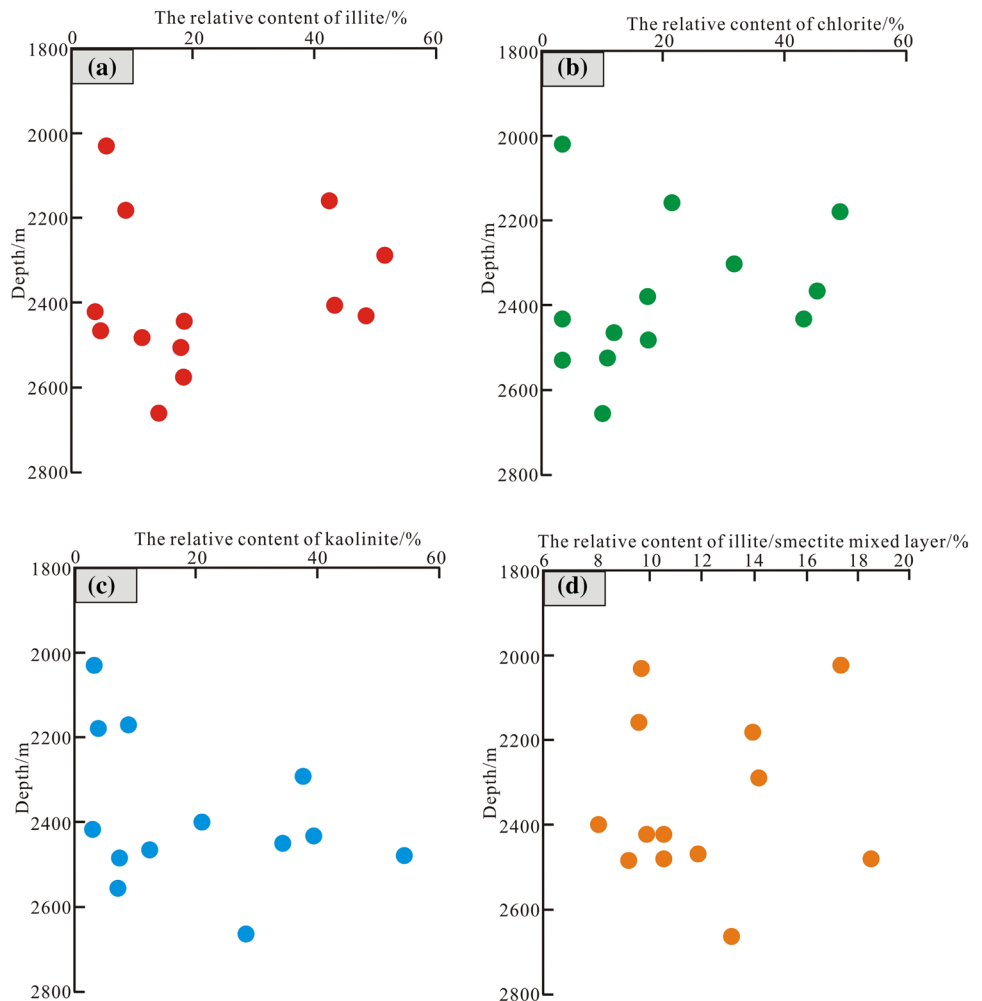 The relative content of illite/%
0 20 40 60
1800
(a)
2000
2200
2400
2600
2800
Depth/m
The relative content of chlorite/%
0 20 40 60
1800
(b)
2000
2200
2400
2600
2800
Depth/m
The relative content of kaolinite/%
0 20 40 60
1800
(c)
2000
2200
2400
2600
2800
Depth/m
The relative content of illite/smectite mixed layer/%
6 8 10 12 14 16 18 20
1800
(d)
2000
2200
2400
2600
2800
Depth/m